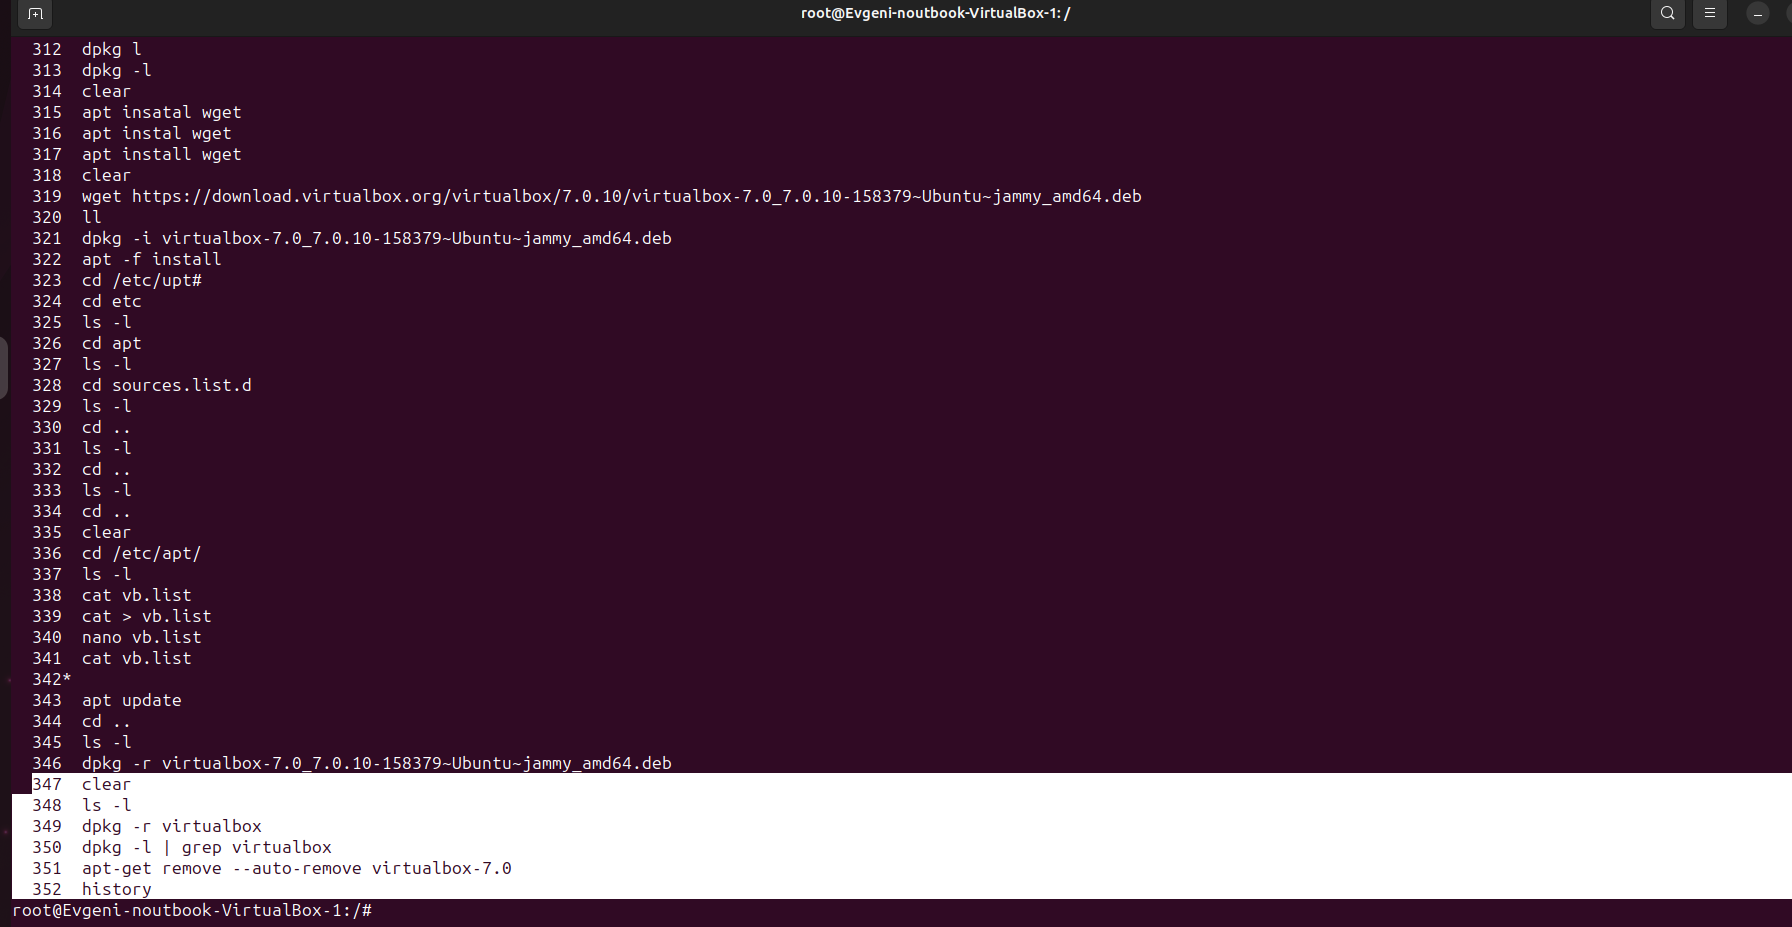 root@Evgeni-noutbook-VirtualBox-1: /
312 dpkg l
313 dpkg -l
314 clear
315 apt insatal wget
316 apt instal wget
317 apt install wget
318 clear
319 wget https://download.virtualbox.org/virtualbox/7.0.10/virtualbox-7.0_7.0.10-158379~Ubuntu~jammy_amd64.deb
320 ll
321 dpkg -i virtualbox-7.0_7.0.10-158379~Ubuntu~jammy_amd64.deb
322 apt -f install
323 cd /etc/upt#
324 cd etc
325 ls -l
326 cd apt
327 ls -l
328 cd sources.list.d
329 ls -l
330 cd ..
331 ls -l
332 cd ..
333 ls -l
334 cd ..
335 clear
336 cd /etc/apt/
337 ls -l
338 cat vb.list
339 cat > vb.list
340 nano vb.list
341 cat vb.list
342*
343 apt update
344 cd ..
345 ls -l
346 dpkg -r virtualbox-7.0_7.0.10-158379~Ubuntu~jammy_amd64.deb
347 clear
348 ls -l
349 dpkg -r virtualbox
350 dpkg -l | grep virtualbox
351 apt-get remove --auto-remove virtualbox-7.0
352 history
root@Evgeni-noutbook-VirtualBox-1:/#